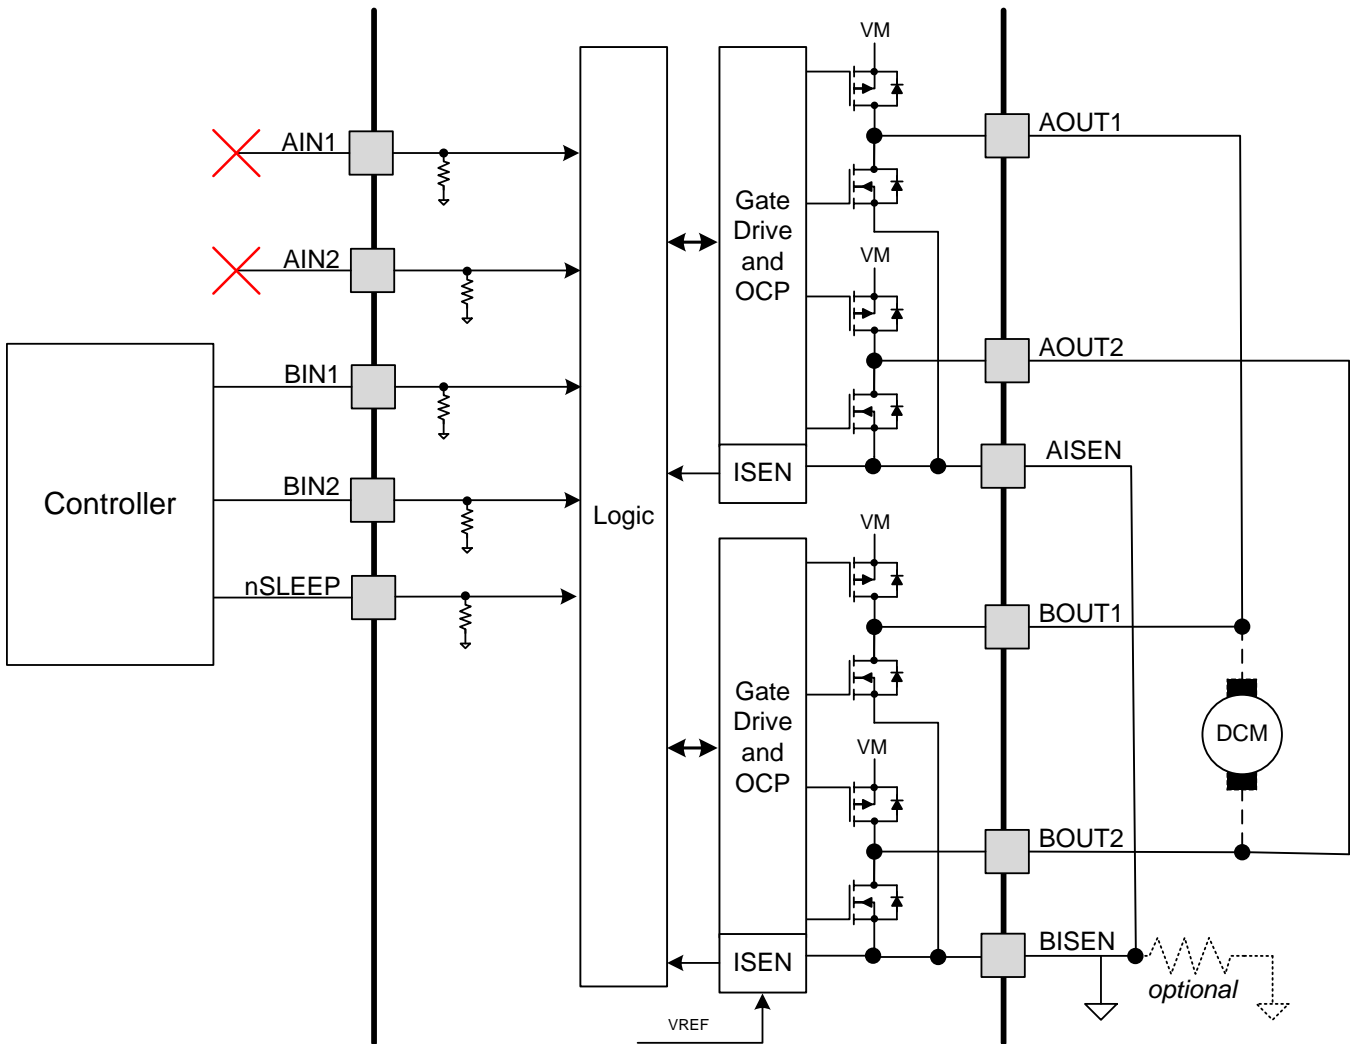 VM
AIN1
AOUT1
Gate
Drive
and
OCP
AIN2
VM
AOUT2
BIN1
AISEN
ISEN
Controller
BIN2
Logic
VM
nSLEEP
BOUT1
Gate
Drive
and
OCP
DCM
VM
BOUT2
BISEN
ISEN
optional
VREF